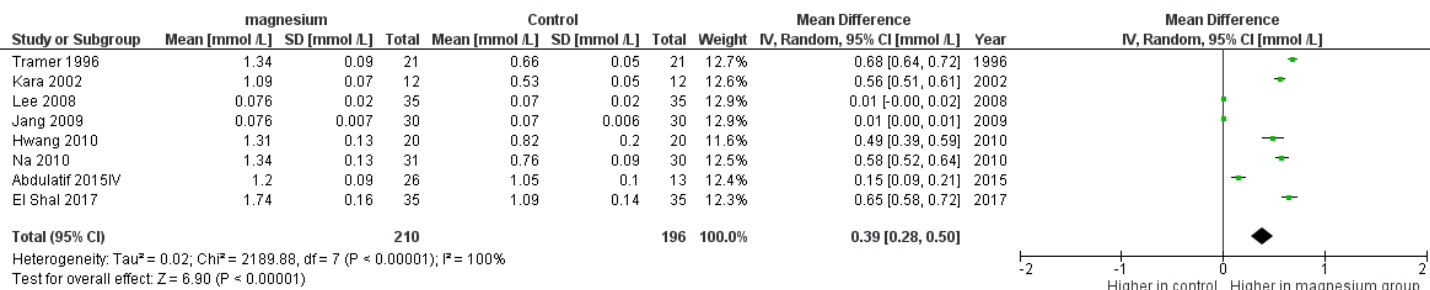 magnesium Control Mean Difference Mean Difference
Study or Subgroup Mean [mmol /L] SD [mmol /L] Total Mean [mmol /L] SD [mmol /L] Total Weight IV, Random, 95% CI [mmol /L] Year IV, Random, 95% CI [mmol /L]
Tramer 1996 1.34 0.09 21 0.66 0.05 21 12.7% 0.68 [0.64, 0.72] 1996
Kara 2002 1.09 0.07 12 0.53 0.05 12 12.6% 0.56 [0.51, 0.61] 2002
Lee 2008 0.076 0.02 35 0.07 0.02 35 12.9% 0.01 [-0.00, 0.02] 2008
Jang 2009 0.076 0.007 30 0.07 0.006 30 12.9% 0.01 [0.00, 0.01] 2009
Hwang 2010 1.31 0.13 20 0.82 0.2 20 11.6% 0.49 [0.39, 0.59] 2010
Na 2010 1.34 0.13 31 0.76 0.09 30 12.5% 0.58 [0.52, 0.64] 2010
Abdulatif 2015IV 1.2 0.09 26 1.05 0.1 13 12.4% 0.15 [0.09, 0.21] 2015
El Shal 2017 1.74 0.16 35 1.09 0.14 35 12.3% 0.65 [0.58, 0.72] 2017
Total (95% CI) 210 196 100.0% 0.39 [0.28, 0.50]
Heterogeneity: Tau² = 0.02; Chi² = 2189.88, df = 7 (P < 0.00001); I² = 100%
Test for overall effect: Z = 6.90 (P < 0.00001)
-2 -1 0 1 2
Higher in control Higher in magnesium group